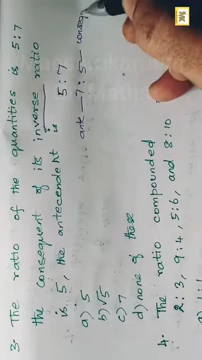 3. The ratio of the quantities is 5:7
the consequent of its inverse ratio
is 5, the antecendent is 5:7
ante — 7:5 — conseq
a) 5
b) √5
c) 7
d) none of these
4. The ratio compounded
2:3, 9:4, 5:6, and 8:10